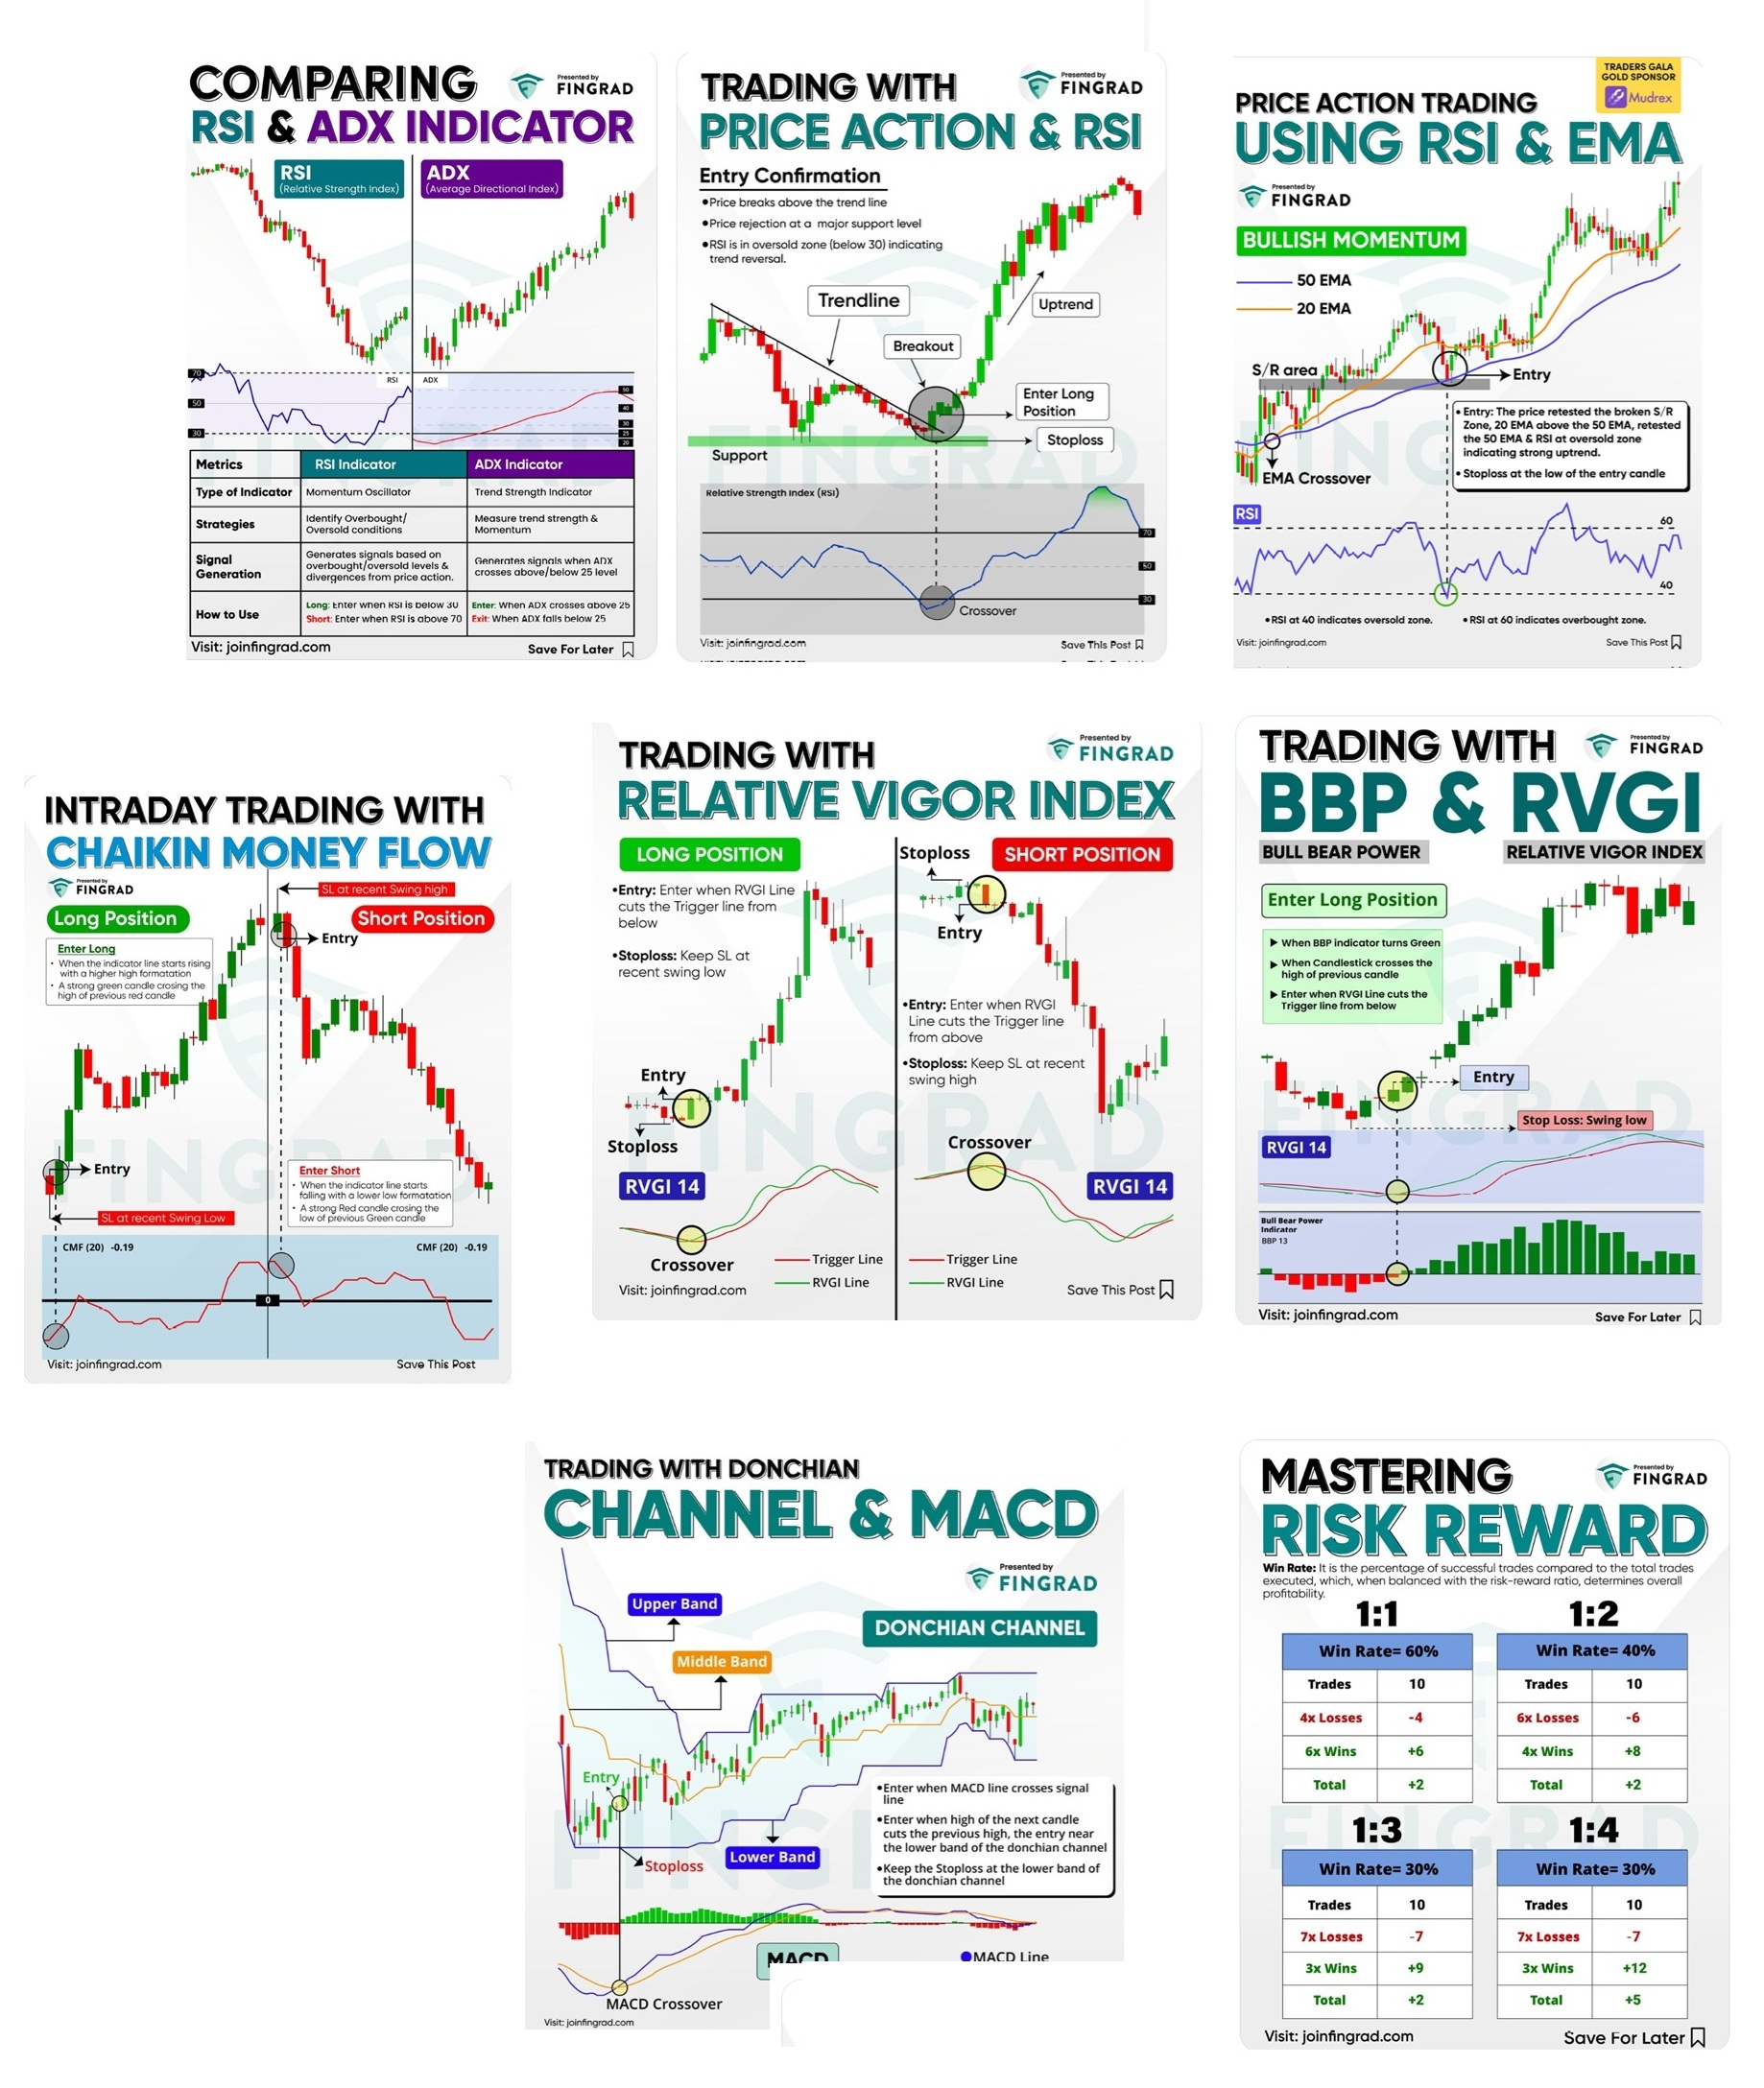 COMPARING
RSI & ADX INDICATOR
Presented by
FINGRAD
RSI
(Relative Strength Index)
ADX
(Average Directional Index)
RSI
ADX
70
50
30
50
40
30
25
20
Metrics RSI Indicator ADX Indicator
Type of Indicator Momentum Oscillator Trend Strength Indicator
Strategies Identify Overbought/
Oversold conditions
Measure trend strength &
Momentum
Signal
Generation
Generates signals based on
overbought/oversold levels &
divergences from price action.
Generates signals when ADX
crosses above/below 25 level
How to Use
Long: Enter when RSI is below 30
Short: Enter when RSI is above 70
Enter: When ADX crosses above 25
Exit: When ADX falls below 25
Visit: joinfingrad.com
Save For Later
TRADING WITH
PRICE ACTION & RSI
Presented by
FINGRAD
Entry Confirmation
•Price breaks above the trend line
•Price rejection at a major support level
•RSI is in oversold zone (below 30) indicating
trend reversal.
Trendline
Breakout
Uptrend
Enter Long
Position
Stoploss
Support
Relative Strength Index (RSI)
70
50
30
Crossover
Visit: joinfingrad.com
Save This Post
TRADERS GALA
GOLD SPONSOR
Mudrex
PRICE ACTION TRADING
USING RSI & EMA
Presented by
FINGRAD
BULLISH MOMENTUM
50 EMA
20 EMA
S/R area
Entry
• Entry: The price retested the broken S/R
Zone, 20 EMA above the 50 EMA, retested
the 50 EMA & RSI at oversold zone
indicating strong uptrend.
• Stoploss at the low of the entry candle
EMA Crossover
RSI
60
40
•RSI at 40 indicates oversold zone.
•RSI at 60 indicates overbought zone.
Visit: joinfingrad.com
Save This Post
INTRADAY TRADING WITH
CHAIKIN MONEY FLOW
Presented by
FINGRAD
SL at recent Swing high
Long Position
Short Position
Entry
Enter Long
• When the indicator line starts rising
with a higher high formatation
• A strong green candle crosing the
high of previous red candle
Entry
Enter Short
• When the indicator line starts
falling with a lower low formatation
• A strong Red candle crosing the
low of previous Green candle
SL at recent Swing Low
CMF (20) -0.19
CMF (20) -0.19
0
Visit: joinfingrad.com
Save This Post
TRADING WITH
RELATIVE VIGOR INDEX
Presented by
FINGRAD
LONG POSITION
•Entry: Enter when RVGI Line
cuts the Trigger line from
below
•Stoploss: Keep SL at
recent swing low
Entry
Stoploss
RVGI 14
Crossover
Trigger Line
RVGI Line
Visit: joinfingrad.com
Stoploss
SHORT POSITION
Entry
•Entry: Enter when RVGI
Line cuts the Trigger line
from above
•Stoploss: Keep SL at recent
swing high
Crossover
RVGI 14
Trigger Line
RVGI Line
Save This Post
TRADING WITH
BBP & RVGI
Presented by
FINGRAD
BULL BEAR POWER
RELATIVE VIGOR INDEX
Enter Long Position
▶ When BBP indicator turns Green
▶ When Candlestick crosses the
high of previous candle
▶ Enter when RVGI Line cuts the
Trigger line from below
Entry
Stop Loss: Swing low
RVGI 14
Bull Bear Power
Indicator
BBP 13
Visit: joinfingrad.com
Save For Later
TRADING WITH DONCHIAN
CHANNEL & MACD
Presented by
FINGRAD
DONCHIAN CHANNEL
Upper Band
Middle Band
Entry
Stoploss
Lower Band
•Enter when MACD line crosses signal
line
•Enter when high of the next candle
cuts the previous high, the entry near
the lower band of the donchian channel
•Keep the Stoploss at the lower band of
the donchian channel
MACD
MACD Line
MACD Crossover
Visit: joinfingrad.com
MASTERING
RISK REWARD
Presented by
FINGRAD
Win Rate: It is the percentage of successful trades compared to the total trades
executed, which, when balanced with the risk-reward ratio, determines overall
profitability.
1:1
Win Rate= 60%
Trades 10
4x Losses -4
6x Wins +6
Total +2
1:2
Win Rate= 40%
Trades 10
6x Losses -6
4x Wins +8
Total +2
1:3
Win Rate= 30%
Trades 10
7x Losses -7
3x Wins +9
Total +2
1:4
Win Rate= 30%
Trades 10
7x Losses -7
3x Wins +12
Total +5
Visit: joinfingrad.com
Save For Later